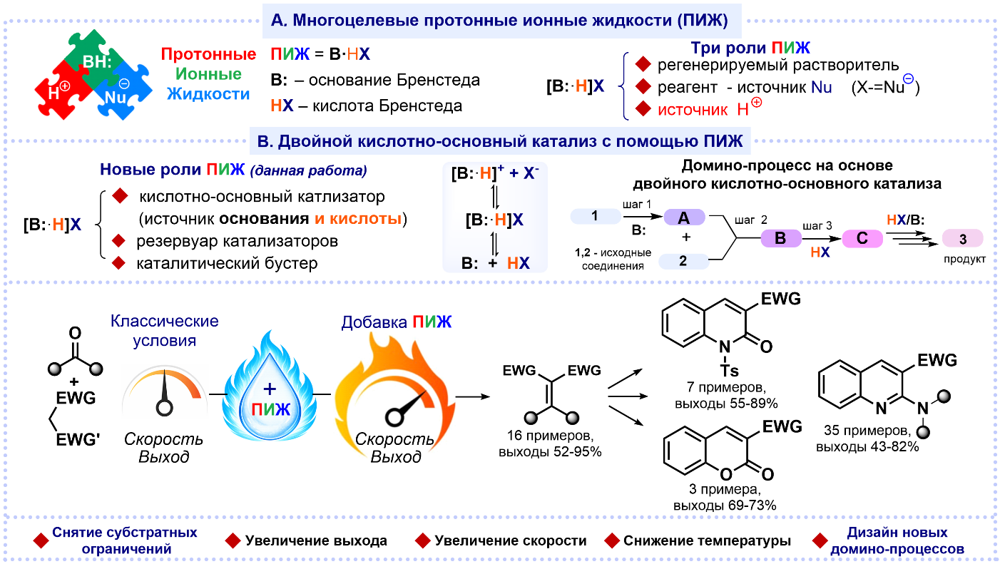 А. Многоцелевые протонные ионные жидкости (ПИЖ)
BH:
H⊕
Nu⊖
Протонные
Ионные
Жидкости
ПИЖ = B·HX
B: – основание Бренстеда
HX – кислота Бренстеда
[B:·H]X
Три роли ПИЖ
регенерируемый растворитель
реагент - источник Nu (X-=Nu⊖)
источник H⊕
В. Двойной кислотно-основный катализ с помощью ПИЖ
Новые роли ПИЖ (данная работа)
[B:·H]X
кислотно-основный катлизатор
(источник основания и кислоты)
резервуар катализаторов
каталитический бустер
[B:·H]⁺ + X⁻
[B:·H]X
B: + HX
Домино-процесс на основе
двойного кислотно-основного катализа
1
шаг 1
B:
A
+
2
1,2 - исходные
соединения
шаг 2
B
шаг 3
HX
C
HX/B:
3
продукт
O
+
EWG
EWG'
Классические
условия
Скорость
Выход
+
ПИЖ
Добавка ПИЖ
Скорость
Выход
EWG EWG
16 примеров,
выходы 52-95%
EWG
N O
Ts
7 примеров,
выходы 55-89%
EWG
O O
3 примера,
выходы 69-73%
EWG
N N
35 примеров,
выходы 43-82%
Снятие субстратных
ограничений
Увеличение выхода
Увеличение скорости
Снижение температуры
Дизайн новых
домино-процессов